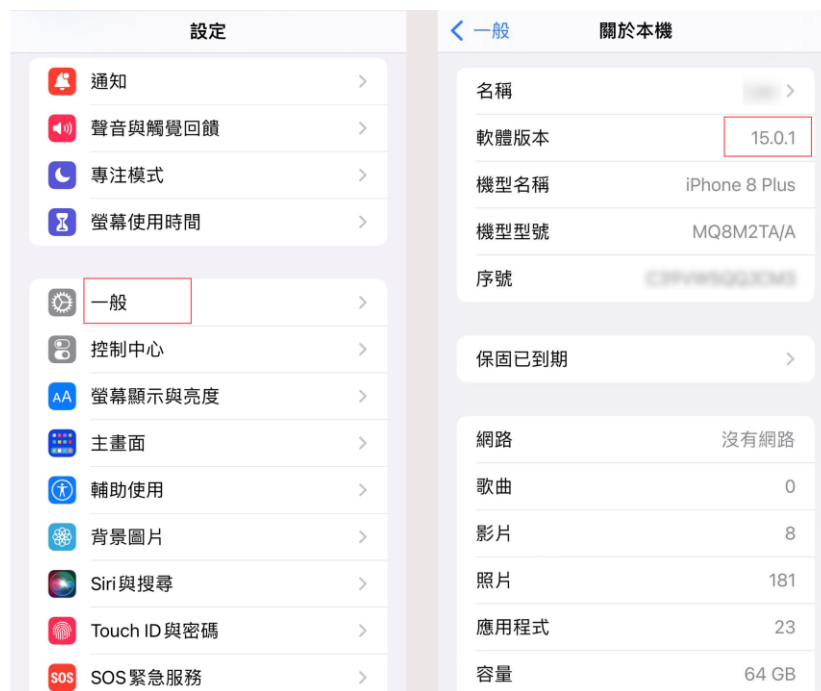 設定
通知
聲音與觸覺回饋
專注模式
螢幕使用時間
一般
控制中心
AA 螢幕顯示與亮度
主畫面
輔助使用
背景圖片
Siri與搜尋
Touch ID與密碼
SOS SOS緊急服務
一般 關於本機
名稱
軟體版本 15.0.1
機型名稱 iPhone 8 Plus
機型型號 MQ8M2TA/A
序號
保固已到期
網路 沒有網路
歌曲 0
影片 8
照片 181
應用程式 23
容量 64 GB